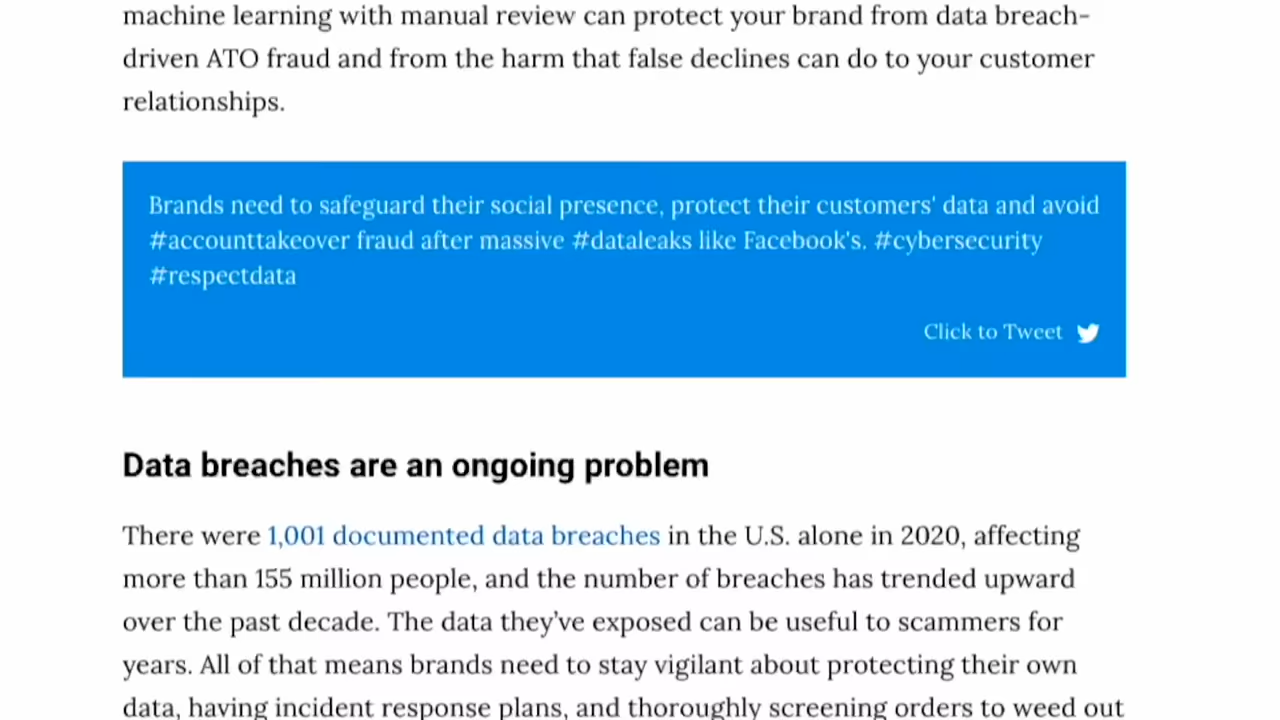 machine learning with manual review can protect your brand from data breach-
driven ATO fraud and from the harm that false declines can do to your customer
relationships.
Brands need to safeguard their social presence, protect their customers' data and avoid
#accounttakeover fraud after massive #dataleaks like Facebook's. #cybersecurity
#respectdata
Click to Tweet
Data breaches are an ongoing problem
There were 1,001 documented data breaches in the U.S. alone in 2020, affecting
more than 155 million people, and the number of breaches has trended upward
over the past decade. The data they’ve exposed can be useful to scammers for
years. All of that means brands need to stay vigilant about protecting their own
data, having incident response plans, and thoroughly screening orders to weed out